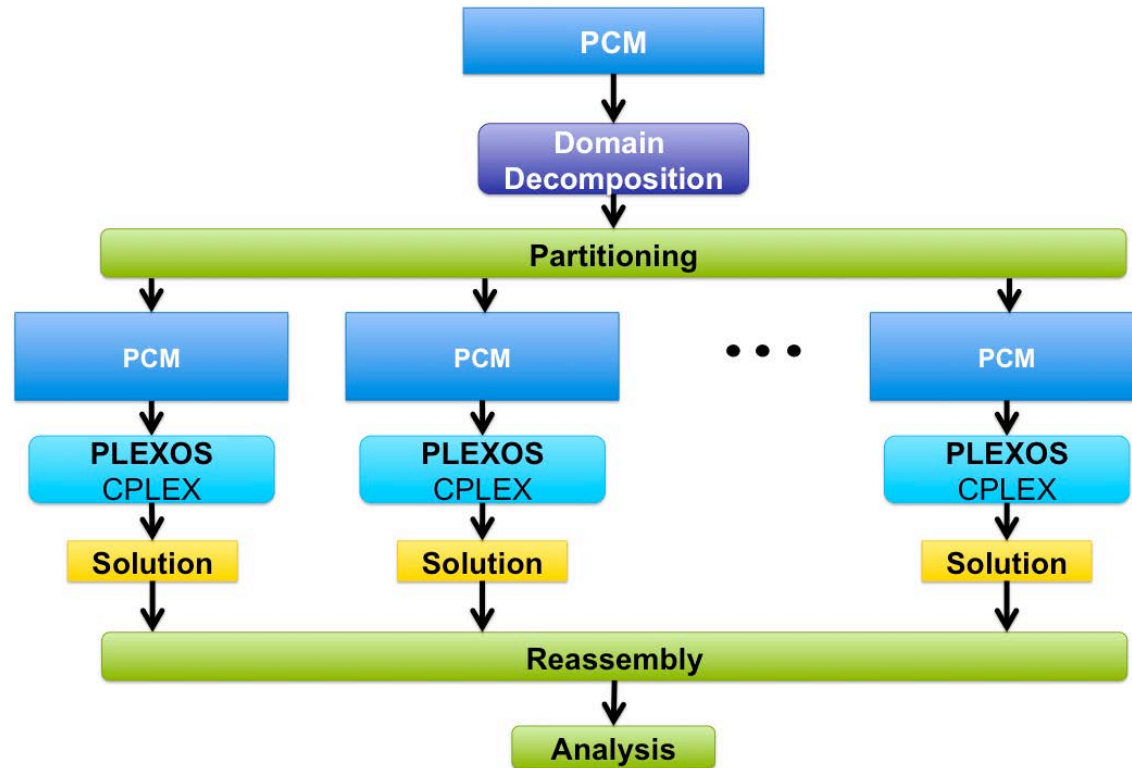 PCM
Domain
Decomposition
Partitioning
PCM
PCM
PCM
PLEXOS
CPLEX
PLEXOS
CPLEX
PLEXOS
CPLEX
Solution
Solution
Solution
Reassembly
Analysis